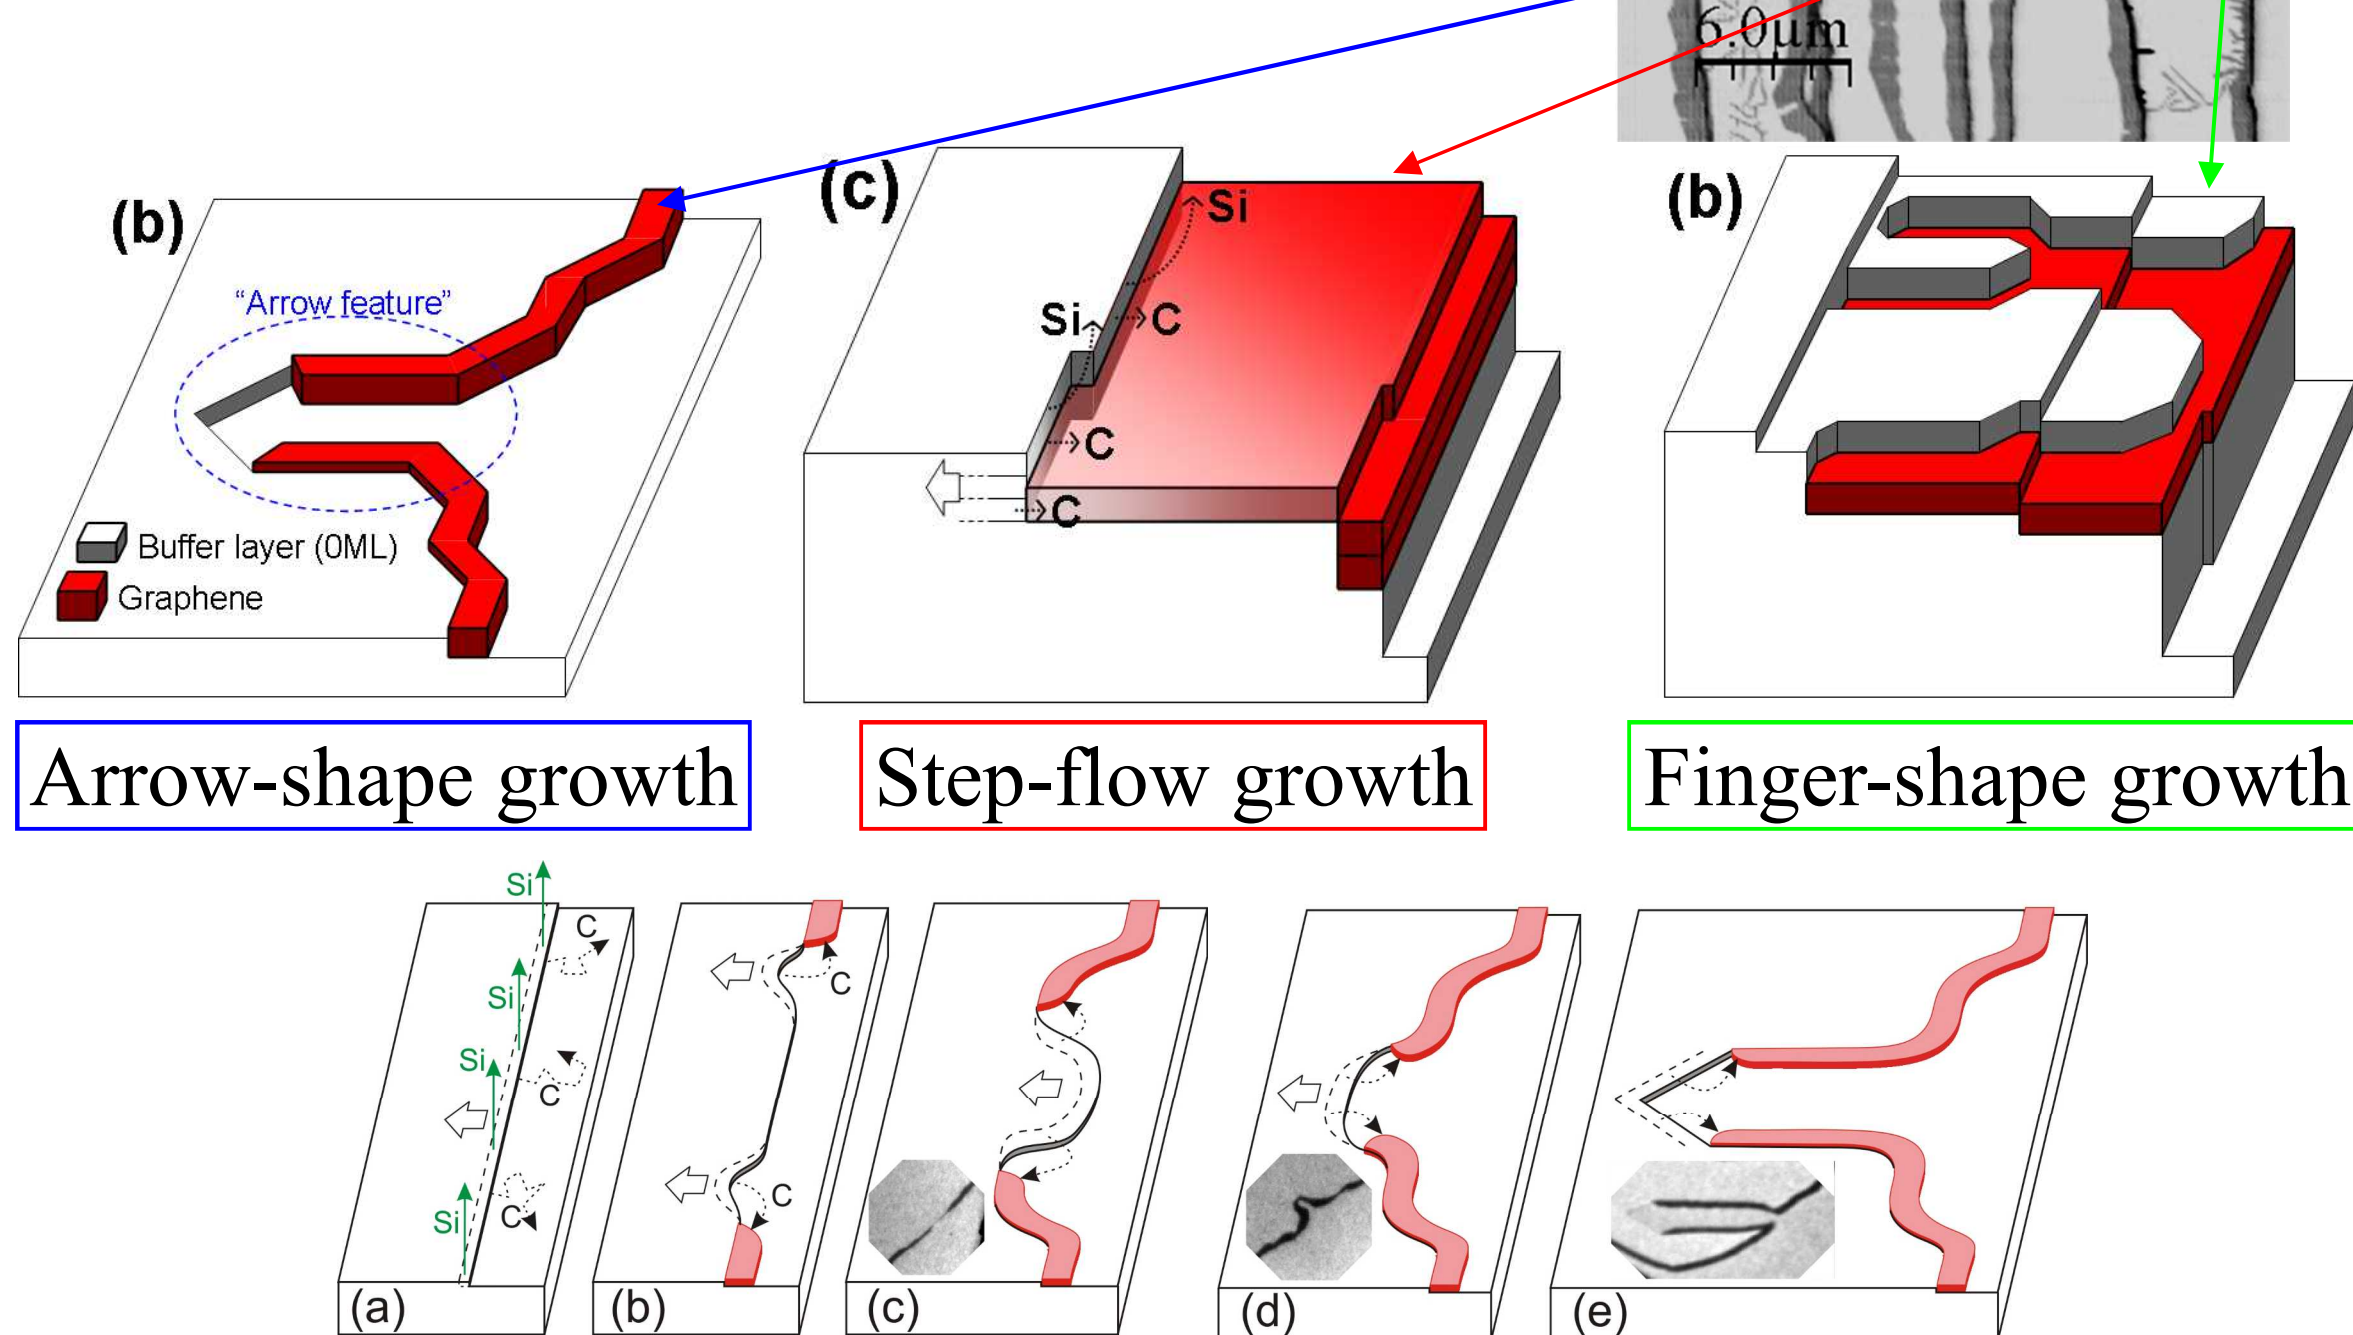 6.0µm
(b)
"Arrow feature"
Buffer layer (0ML)
Graphene
(c)
Si
C
Si
C
C
(b)
Arrow-shape growth
Step-flow growth
Finger-shape growth
Si
C
Si
Si
C
Si
C
(a)
C
C
(b)
(c)
(d)
(e)